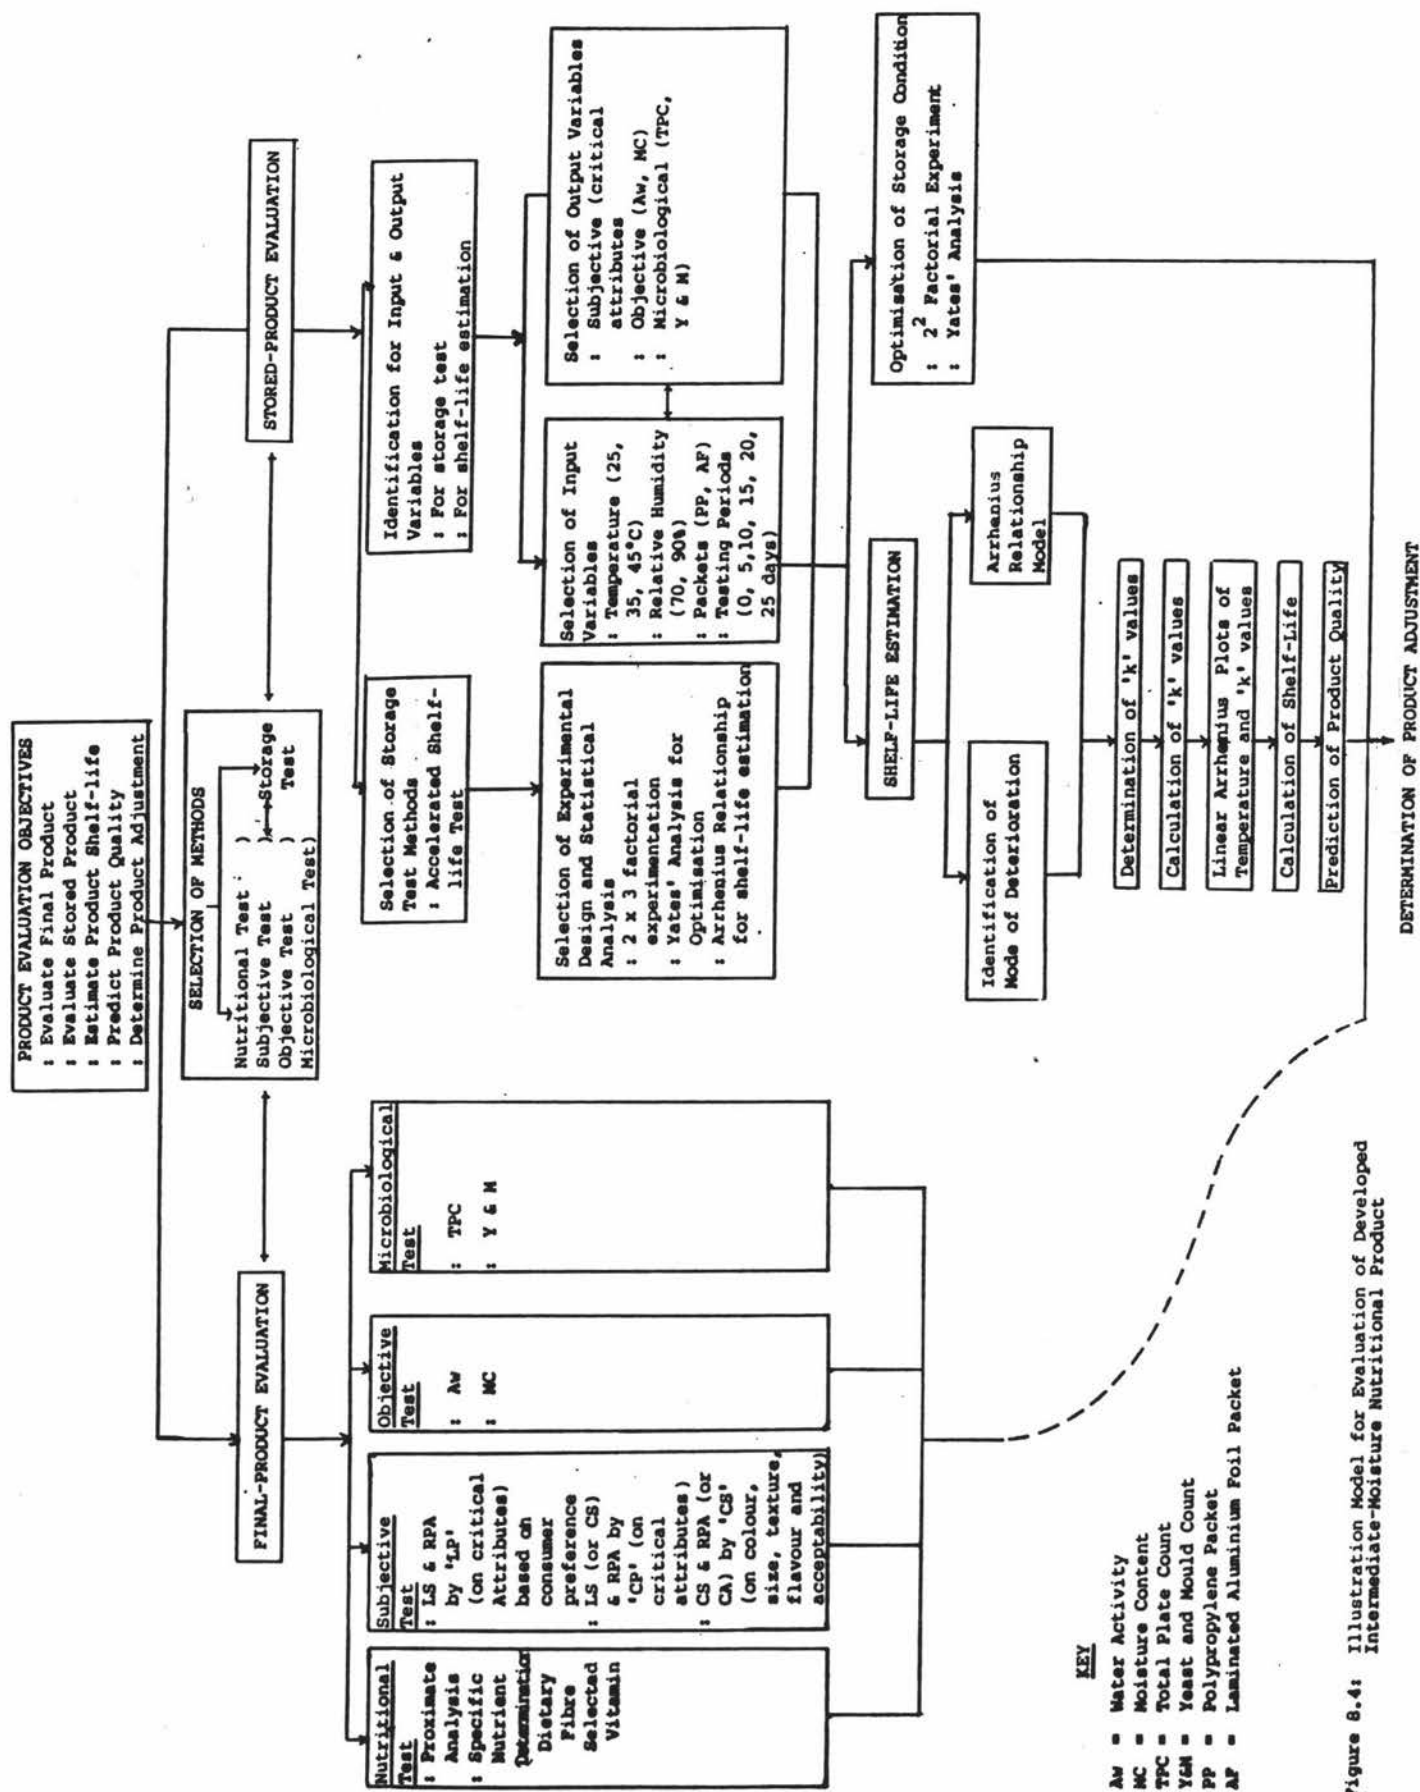 PRODUCT EVALUATION OBJECTIVES
: Evaluate Final Product
: Evaluate Stored Product
: Estimate Product Shelf-life
: Predict Product Quality
: Determine Product Adjustment
SELECTION OF METHODS
Nutritional Test )
Subjective Test ) Storage
Objective Test ) Test
Microbiological Test)
FINAL-PRODUCT EVALUATION
STORED-PRODUCT EVALUATION
Nutritional
Test
: Proximate
Analysis
: Specific
Nutrient
Determination
Dietary
Fibre
Selected
Vitamin
Subjective
Test
: LS & RPA
by 'LP'
(on critical
Attributes)
based on
consumer
preference
: LS (or CS)
& RPA by
'CP' (on
critical
attributes)
: CS & RPA (or
CA) by 'CS'
(on colour,
size, texture,
flavour and
acceptability)
Objective
Test
: Aw
: MC
Microbiological
Test
: TPC
: Y & M
Selection of Storage
Test Methods
: Accelerated Shelf-
life Test
Identification for Input & Output
Variables
: For storage test
: For shelf-life estimation
Selection of Experimental
Design and Statistical
Analysis
: 2 x 3 factorial
experimentation
: Yates' Analysis for
Optimisation
: Arrhenius Relationship
for shelf-life estimation
Selection of Input
Variables
: Temperature (25,
35, 45°C)
: Relative Humidity
(70, 90%)
: Packets (PP, AF)
: Testing Periods
(0, 5,10, 15, 20,
25 days)
Selection of Output Variables
: Subjective (critical
attributes
: Objective (Aw, MC)
: Microbiological (TPC,
Y & M)
SHELF-LIFE ESTIMATION
Optimisation of Storage Condition
: 2² Factorial Experiment
: Yates' Analysis
Identification of
Mode of Deterioration
Arrhenius
Relationship
Model
Determination of 'k' values
Calculation of 'k' values
Linear Arrhenius Plots of
Temperature and 'k' values
Calculation of Shelf-Life
Prediction of Product Quality
DETERMINATION OF PRODUCT ADJUSTMENT
KEY
Aw = Water Activity
MC = Moisture Content
TPC = Total Plate Count
Y&M = Yeast and Mould Count
PP = Polypropylene Packet
AF = Laminated Aluminium Foil Packet
Figure 8.4: Illustration Model for Evaluation of Developed
Intermediate-Moisture Nutritional Product